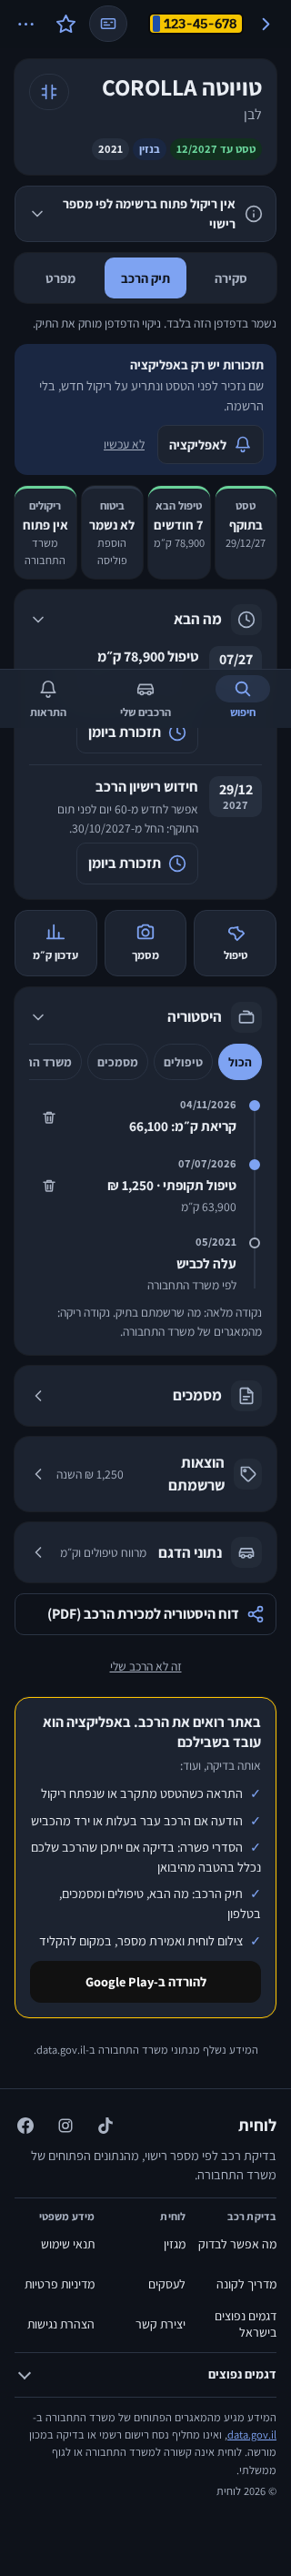 123-45-678
טויוטה COROLLA
לבן
טסט עד 12/2027
בנזין
2021
אין ריקול פתוח ברשימה לפי מספר
רישוי
סקירה
תיק הרכב
מפרט
נשמר בדפדפן הזה בלבד. ניקוי הדפדפן מוחק את התיק.
תזכורות יש רק באפליקציה
שם נזכיר לפני הטסט ונתריע על ריקול חדש, בלי
הרשמה.
לאפליקציה
לא עכשיו
טסט
בתוקף
29/12/27
טיפול הבא
7 חודשים
78,900 ק״מ
ביטוח
לא נשמר
הוספת
פוליסה
ריקולים
אין פתוח
משרד
התחבורה
מה הבא
07/27
טיפול 78,900 ק״מ
חיפוש
הרכבים שלי
התראות
תזכורת ביומן
29/12
2027
חידוש רישיון הרכב
אפשר לחדש מ-60 יום לפני תום
התוקף: החל מ-30/10/2027.
תזכורת ביומן
טיפול
מסמך
עדכון ק״מ
היסטוריה
הכול
טיפולים
מסמכים
משרד הת
04/11/2026
קריאת ק״מ: 66,100
07/07/2026
טיפול תקופתי · 1,250 ₪
63,900 ק״מ
05/2021
עלה לכביש
לפי משרד התחבורה
נקודה מלאה: מה שרשמתם בתיק. נקודה ריקה:
מהמאגרים של משרד התחבורה.
מסמכים
הוצאות
שרשמתם
1,250 ₪ השנה
נתוני הדגם
מרווח טיפולים וק״מ
דוח היסטוריה למכירת הרכב (PDF)
זה לא הרכב שלי
באתר רואים את הרכב. באפליקציה הוא
עובד בשבילכם
אותה בדיקה, ועוד:
✓ התראה כשהטסט מתקרב או שנפתח ריקול
✓ הודעה אם הרכב עבר בעלות או ירד מהכביש
✓ הסדרי פשרה: בדיקה אם ייתכן שהרכב שלכם
נכלל בהטבה מהיבואן
✓ תיק הרכב: מה הבא, טיפולים ומסמכים,
בטלפון
✓ צילום לוחית ואמירת מספר, במקום להקליד
להורדה ב-Google Play
המידע נשלף מנתוני משרד התחבורה ב-data.gov.il.
לוחית
בדיקת רכב לפי מספר רישוי, מהנתונים הפתוחים של
משרד התחבורה.
בדיקת רכב
לוחית
מידע משפטי
מה אפשר לבדוק
מגזין
תנאי שימוש
מדריך לקונה
לעסקים
מדיניות פרטיות
דגמים נפוצים
בישראל
יצירת קשר
הצהרת נגישות
דגמים נפוצים
המידע מגיע מהמאגרים הפתוחים של משרד התחבורה ב-
data.gov.il, ואינו מחליף נסח רישום רשמי או בדיקה במכון
מורשה. לוחית אינה קשורה למשרד התחבורה או לגוף
ממשלתי.
© 2026 לוחית